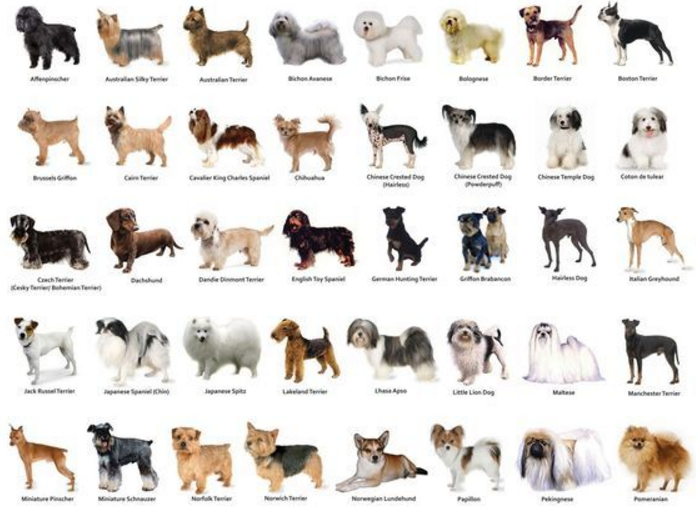 Affenpinscher
Australian Silky Terrier
Australian Terrier
Bichon Avanese
Bichon Frise
Bolognese
Border Terrier
Boston Terrier
Brussels Griffon
Cairn Terrier
Cavalier King Charles Spaniel
Chihuahua
Chinese Crested Dog
(Hairless)
Chinese Crested Dog
(Powderpuff)
Chinese Temple Dog
Coton de tulear
Czech Terrier
(Cesky Terrier/ Bohemian Terrier)
Dachshund
Dandie Dinmont Terrier
English Toy Spaniel
German Hunting Terrier
Griffon Brabancon
Hairless Dog
Italian Greyhound
Jack Russel Terrier
Japanese Spaniel (Chin)
Japanese Spitz
Lakeland Terrier
Lhasa Apso
Little Lion Dog
Maltese
Manchester Terrier
Miniature Pinscher
Miniature Schnauzer
Norfolk Terrier
Norwich Terrier
Norwegian Lundehund
Papillon
Pekingnese
Pomeranian